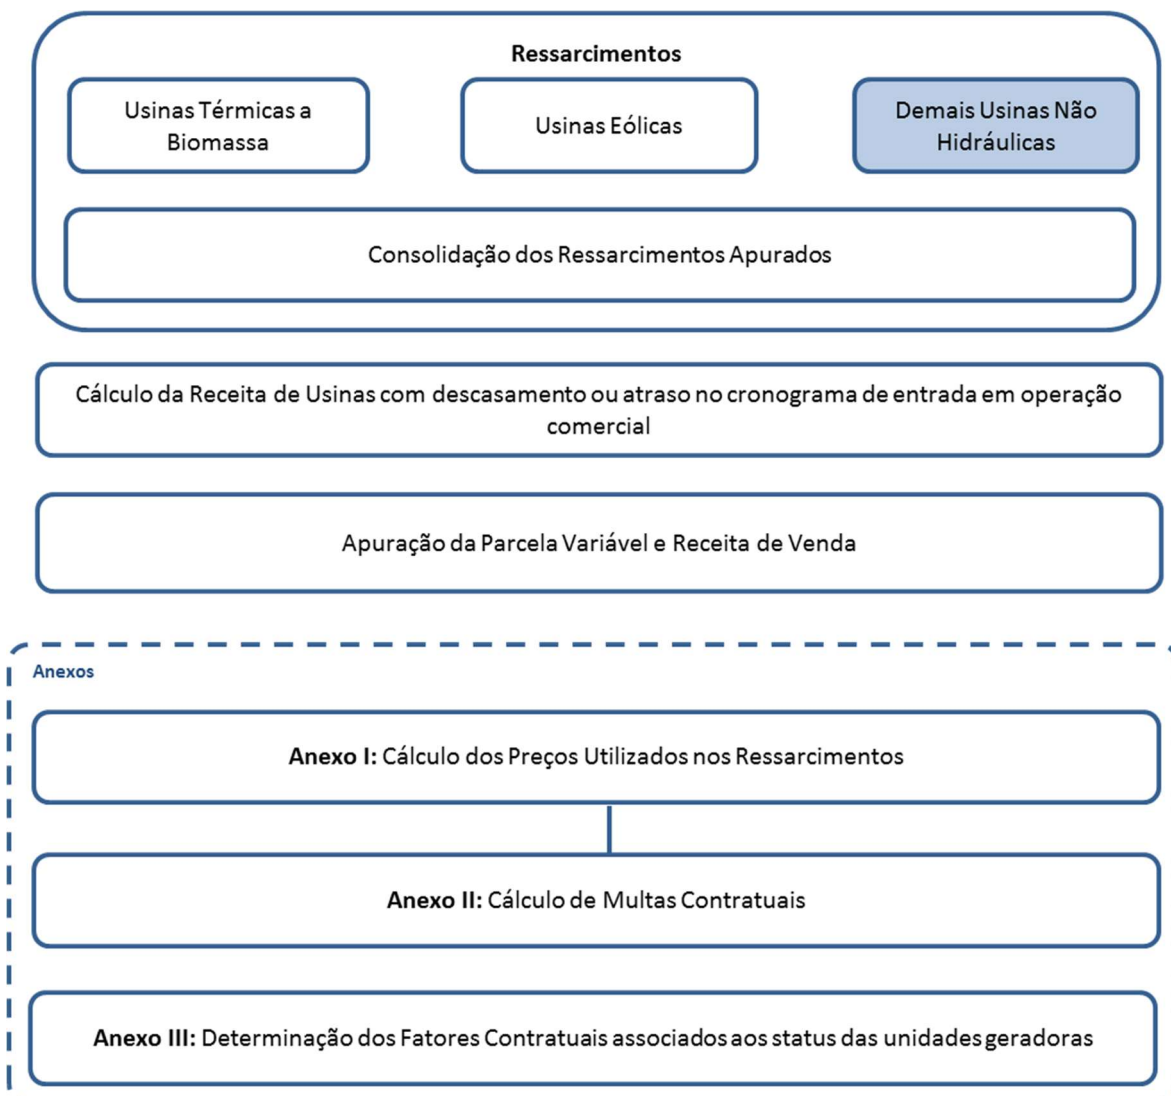 Ressarcimentos
Usinas Térmicas a
Biomassa
Usinas Eólicas
Demais Usinas Não
Hidráulicas
Consolidação dos Ressarcimentos Apurados
Cálculo da Receita de Usinas com descasamento ou atraso no cronograma de entrada em operação
comercial
Apuração da Parcela Variável e Receita de Venda
Anexos
Anexo I: Cálculo dos Preços Utilizados nos Ressarcimentos
Anexo II: Cálculo de Multas Contratuais
Anexo III: Determinação dos Fatores Contratuais associados aos status das unidades geradoras